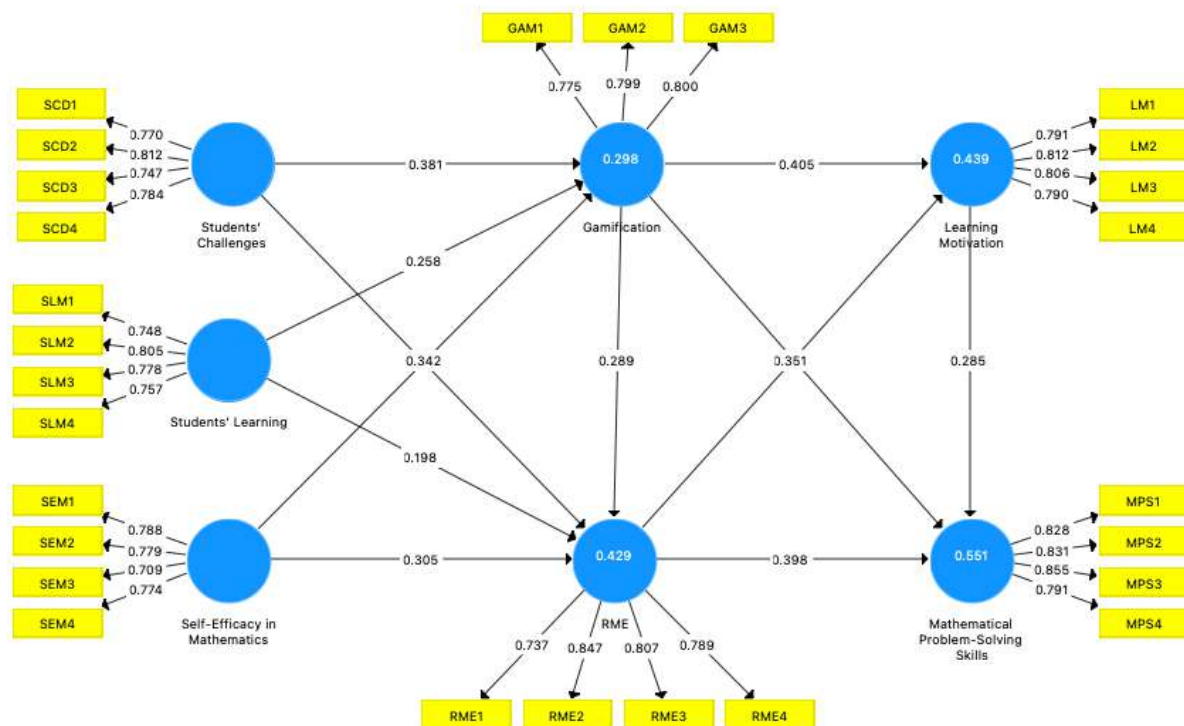 GAM1
GAM2
GAM3
0.775
0.799
0.800
SCD1
SCD2
SCD3
SCD4
0.770
0.812
0.747
0.784
Students'
Challenges
0.381
0.298
Gamification
0.405
0.439
Learning
Motivation
0.791
0.812
0.806
0.790
LM1
LM2
LM3
LM4
0.258
SLM1
SLM2
SLM3
SLM4
0.748
0.805
0.778
0.757
Students' Learning
0.342
0.289
0.351
0.285
0.198
SEM1
SEM2
SEM3
SEM4
0.788
0.779
0.709
0.774
Self-Efficacy in
Mathematics
0.305
0.429
RME
0.398
0.551
Mathematical
Problem-Solving
Skills
0.828
0.831
0.855
0.791
MPS1
MPS2
MPS3
MPS4
0.737
0.847
0.807
0.789
RME1
RME2
RME3
RME4